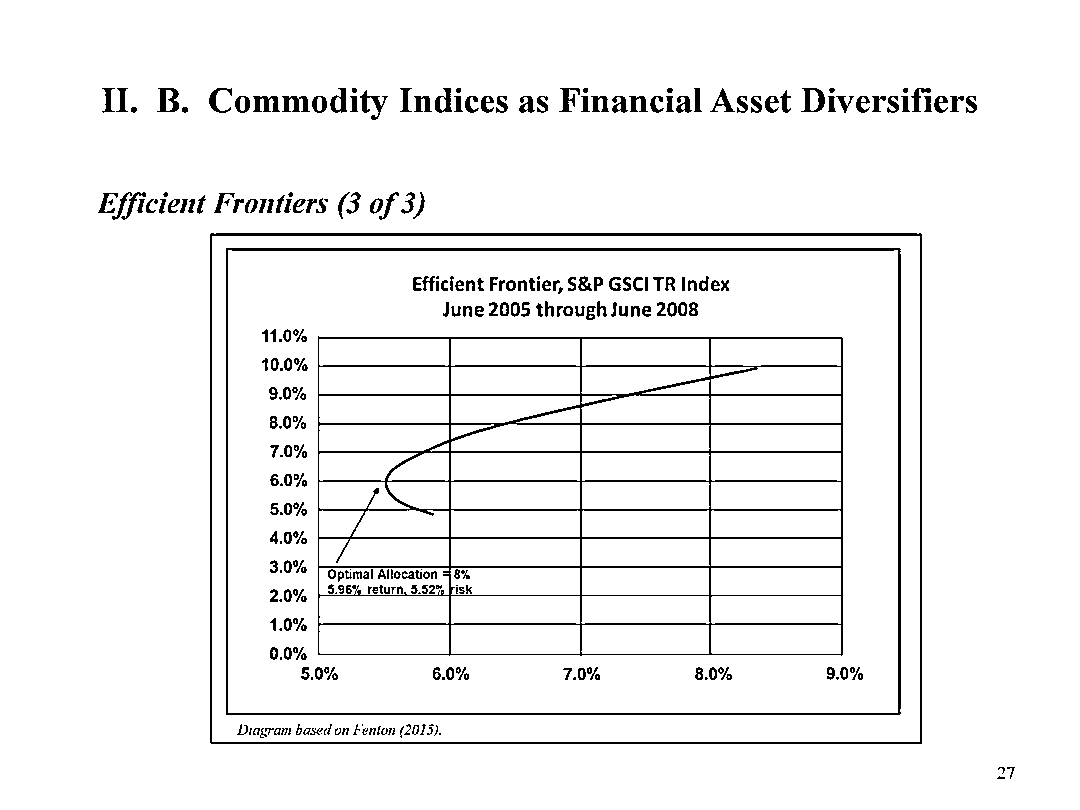 II. B. Commodity Indices as Financial Asset Diversifiers
Efficient Frontiers (3 of 3)
Efficient Frontier, S&P GSCI TR Index
June 2005 through June 2008
11.0%
10.0%
9.0%
8.0%
7.0%
6.0%
5.0%
4.0%
3.0%
2.0%
1.0%
0.0%
Optimal Allocation = 8%
5.96% return, 5.52% risk
5.0% 6.0% 7.0% 8.0% 9.0%
Diagram based on Fenton (2015).
27